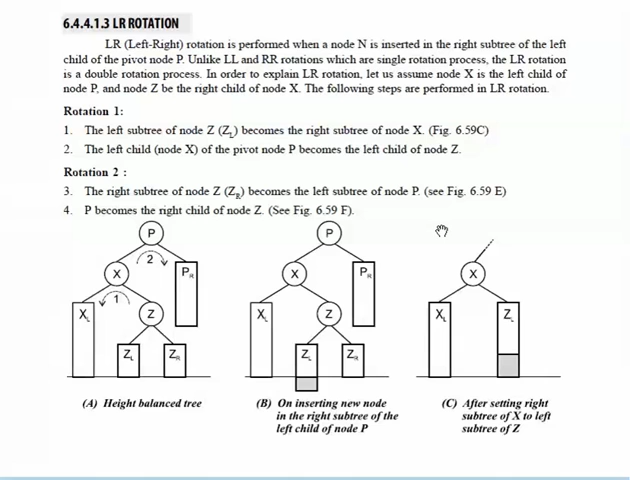 6.4.4.1.3 LR ROTATION
LR (Left-Right) rotation is performed when a node N is inserted in the right subtree of the left
child of the pivot node P. Unlike LL and RR rotations which are single rotation process, the LR rotation
is a double rotation process. In order to explain LR rotation, let us assume node X is the left child of
node P, and node Z be the right child of node X. The following steps are performed in LR rotation.
Rotation 1:
1. The left subtree of node Z (ZL) becomes the right subtree of node X. (Fig. 6.59C)
2. The left child (node X) of the pivot node P becomes the left child of node Z.
Rotation 2 :
3. The right subtree of node Z (ZR) becomes the left subtree of node P. (see Fig. 6.59 E)
4. P becomes the right child of node Z. (See Fig. 6.59 F).
P
2
X
PR
1
XL
Z
ZL
ZR
(A) Height balanced tree
P
X
PR
XL
Z
ZL
ZR
(B) On inserting new node
in the right subtree of the
left child of node P
X
XL
ZL
(C) After setting right
subtree of X to left
subtree of Z